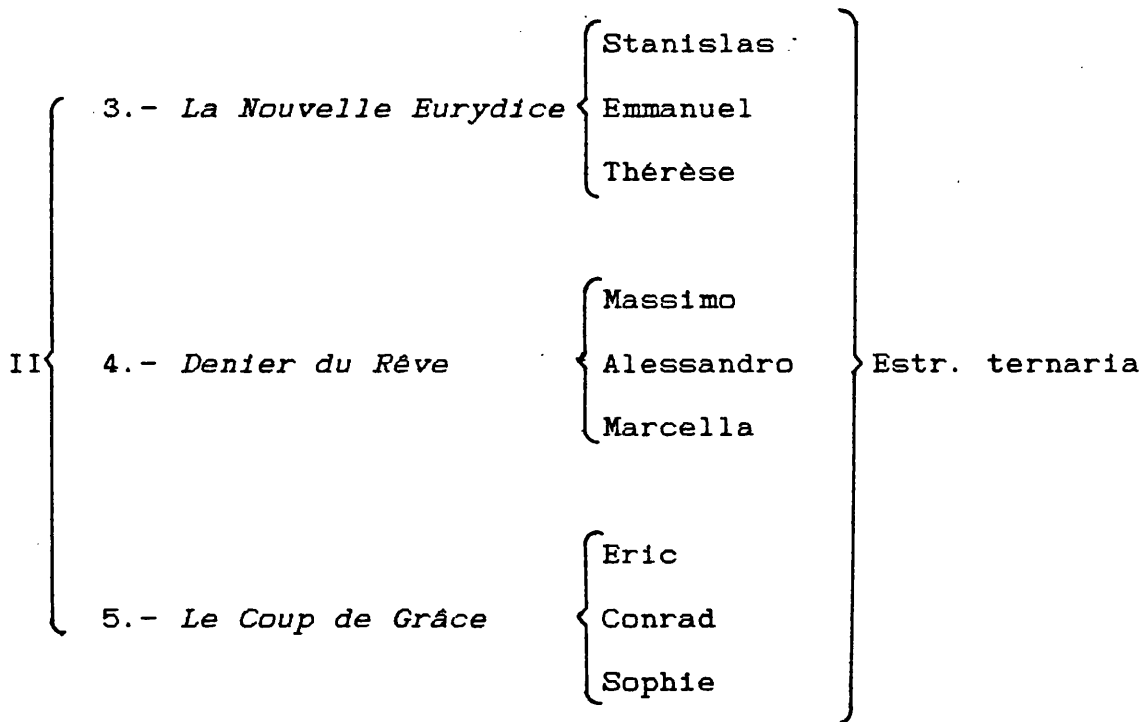 Stanislas
3.- La Nouvelle Eurydice Emmanuel
Thérèse
Massimo
II 4.- Denier du Rêve Alessandro Estr. ternaria
Marcella
Eric
5.- Le Coup de Grâce Conrad
Sophie